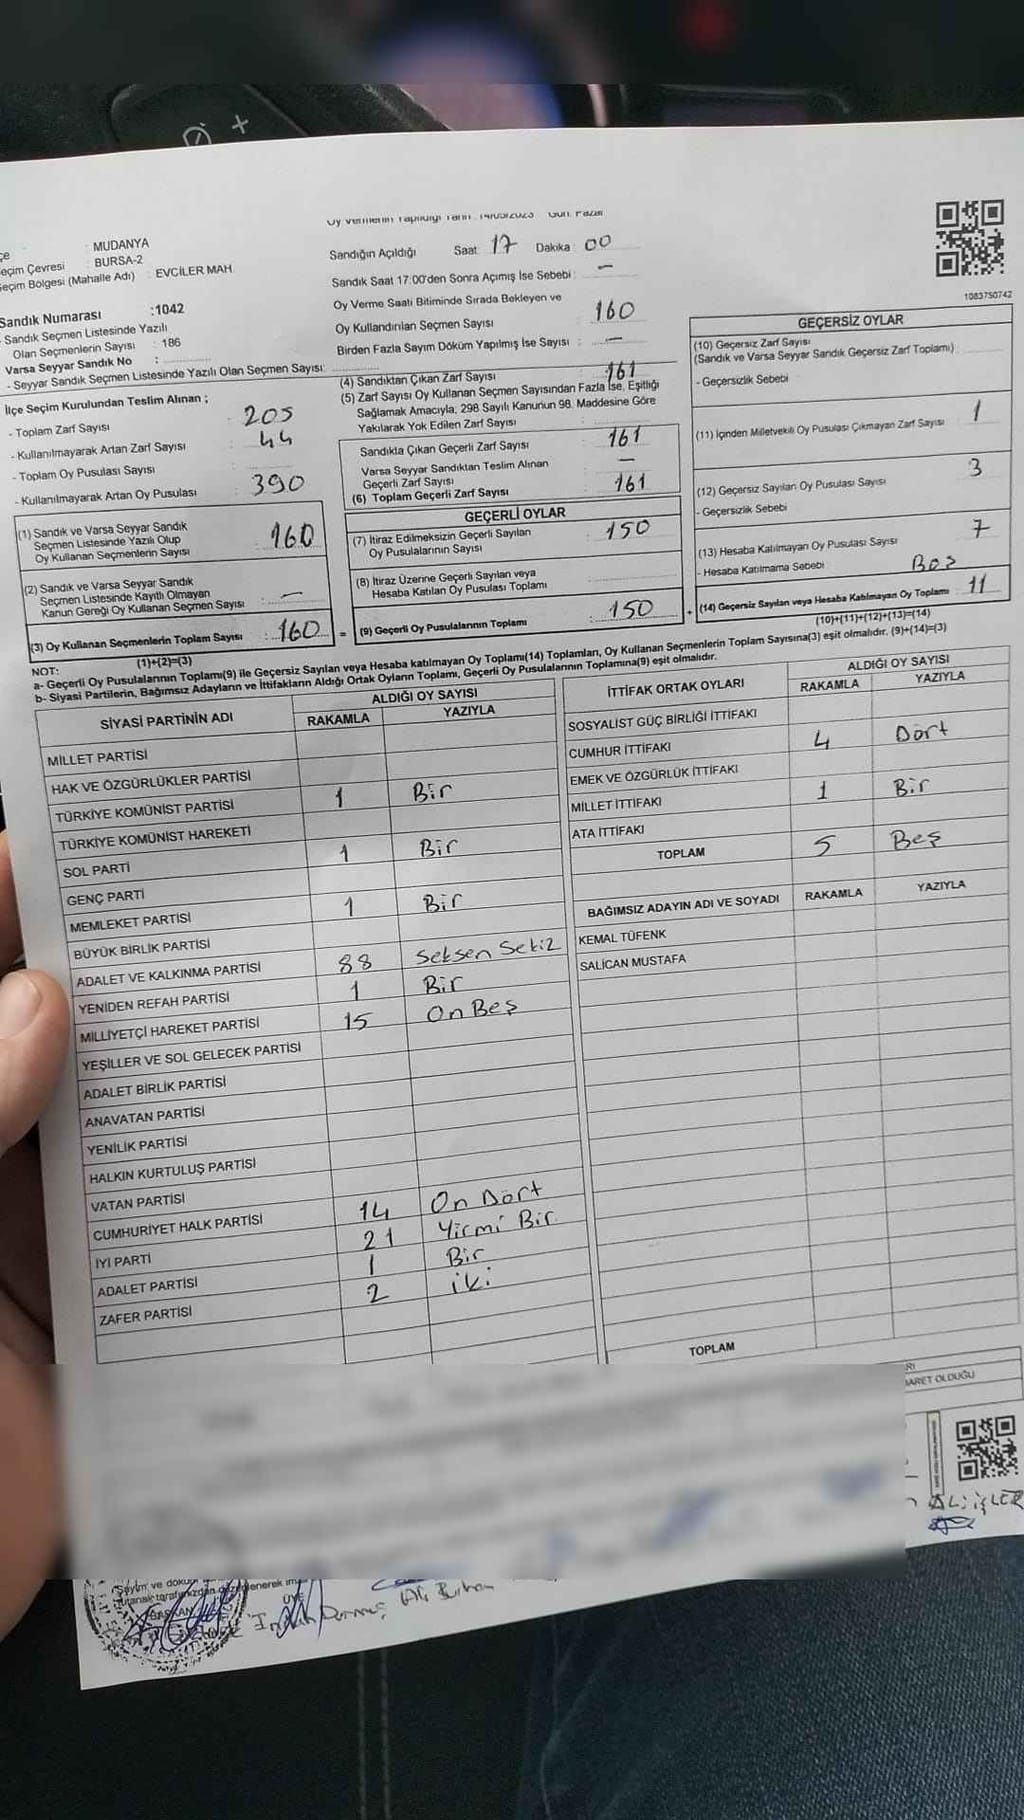 Oy Vermenin Yapıldığı Tarih : 14/05/2023 Gün: Pazar
MUDANYA
Seçim Çevresi : BURSA-2
Seçim Bölgesi (Mahalle Adı) : EVCİLER MAH.
Sandık Numarası :1042
- Sandık Seçmen Listesinde Yazılı
Olan Seçmenlerin Sayısı : 186
Varsa Seyyar Sandık No :
- Seyyar Sandık Seçmen Listesinde Yazılı Olan Seçmen Sayısı:
Sandığın Açıldığı Saat: 17 Dakika: 00
Sandık Saat 17:00'den Sonra Açımış İse Sebebi : —
Oy Verme Saati Bitiminde Sırada Bekleyen ve
Oy Kullandırılan Seçmen Sayısı 160
Birden Fazla Sayım Döküm Yapılmış İse Sayısı : —
İlçe Seçim Kurulundan Teslim Alınan ;
- Toplam Zarf Sayısı : 205
- Kullanılmayarak Artan Zarf Sayısı : 44
- Toplam Oy Pusulası Sayısı :
- Kullanılmayarak Artan Oy Pusulası : 390
(4) Sandıktan Çıkan Zarf Sayısı : 161
(5) Zarf Sayısı Oy Kullanan Seçmen Sayısından Fazla İse, Eşitliği
Sağlamak Amacıyla; 298 Sayılı Kanunun 98. Maddesine Göre
Yakılarak Yok Edilen Zarf Sayısı :
Sandıkta Çıkan Geçerli Zarf Sayısı : 161
Varsa Seyyar Sandıktan Teslim Alınan
Geçerli Zarf Sayısı : —
(6) Toplam Geçerli Zarf Sayısı : 161
1083750742
GEÇERSİZ OYLAR
(10) Geçersiz Zarf Sayısı
(Sandık ve Varsa Seyyar Sandık Geçersiz Zarf Toplamı)
- Geçersizlik Sebebi
(11) İçinden Milletvekili Oy Pusulası Çıkmayan Zarf Sayısı 1
(12) Geçersiz Sayılan Oy Pusulası Sayısı 3
- Geçersizlik Sebebi
(13) Hesaba Katılmayan Oy Pusulası Sayısı 7
- Hesaba Katılmama Sebebi Boş
(14) Geçersiz Sayılan veya Hesaba Katılmayan Oy Toplamı 11
(10)+(11)+(12)+(13)=(14)
(1) Sandık ve Varsa Seyyar Sandık
Seçmen Listesinde Yazılı Olup
Oy Kullanan Seçmenlerin Sayısı : 160
(2) Sandık ve Varsa Seyyar Sandık
Seçmen Listesinde Kayıtlı Olmayan
Kanun Gereği Oy Kullanan Seçmen Sayısı : —
(3) Oy Kullanan Seçmenlerin Toplam Sayısı : 160
(1)+(2)=(3)
=
GEÇERLİ OYLAR
(7) İtiraz Edilmeksizin Geçerli Sayılan
Oy Pusulalarının Sayısı : 150
(8) İtiraz Üzerine Geçerli Sayılan veya
Hesaba Katılan Oy Pusulası Toplamı
(9) Geçerli Oy Pusulalarının Toplamı : 150
+
NOT:
a- Geçerli Oy Pusulalarının Toplamı(9) ile Geçersiz Sayılan veya Hesaba katılmayan Oy Toplamı(14) Toplamları, Oy Kullanan Seçmenlerin Toplam Sayısına(3) eşit olmalıdır. (9)+(14)=(3)
b- Siyasi Partilerin, Bağımsız Adayların ve İttifakların Aldığı Ortak Oyların Toplamı, Geçerli Oy Pusulalarının Toplamına(9) eşit olmalıdır.
SİYASİ PARTİNİN ADI
ALDIĞI OY SAYISI
RAKAMLA YAZIYLA
MİLLET PARTİSİ
HAK VE ÖZGÜRLÜKLER PARTİSİ
TÜRKİYE KOMÜNİST PARTİSİ 1 Bir
TÜRKİYE KOMÜNİST HAREKETİ
SOL PARTİ 1 Bir
GENÇ PARTİ
MEMLEKET PARTİSİ 1 Bir
BÜYÜK BİRLİK PARTİSİ
ADALET VE KALKINMA PARTİSİ 88 Seksen Sekiz
YENİDEN REFAH PARTİSİ 1 Bir
MİLLİYETÇİ HAREKET PARTİSİ 15 On Beş
YEŞİLLER VE SOL GELECEK PARTİSİ
ADALET BİRLİK PARTİSİ
ANAVATAN PARTİSİ
YENİLİK PARTİSİ
HALKIN KURTULUŞ PARTİSİ
VATAN PARTİSİ
CUMHURİYET HALK PARTİSİ 14 On Dört
İYİ PARTİ 21 Yirmi Bir
ADALET PARTİSİ 1 Bir
ZAFER PARTİSİ 2 iki
İTTİFAK ORTAK OYLARI
ALDIĞI OY SAYISI
RAKAMLA YAZIYLA
SOSYALİST GÜÇ BİRLİĞİ İTTİFAKI
CUMHUR İTTİFAKI 4 Dört
EMEK VE ÖZGÜRLÜK İTTİFAKI
MİLLET İTTİFAKI 1 Bir
ATA İTTİFAKI
TOPLAM 5 Beş
BAĞIMSIZ ADAYIN ADI VE SOYADI RAKAMLA YAZIYLA
KEMAL TÜFENK
SALİCAN MUSTAFA
TOPLAM
OLDUĞU
ALi İŞLER
ÜYE
BAŞKAN